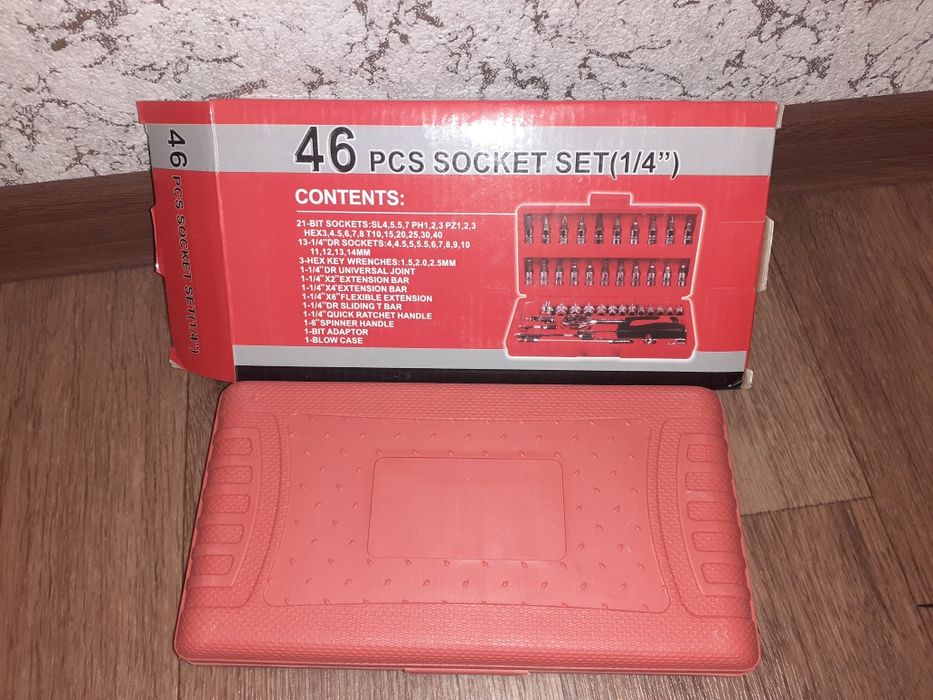 46 PCS SOCKET SET(1/4")
CONTENTS:
21-BIT SOCKETS:SL4,5.5,7 PH1,2,3 PZ1,2,3
HEX3,4.5,6,7,8 T10,15,20,25,30,40
13-1/4"DR SOCKETS:4,4.5,5,5.5,6,7,8,9,10
11,12,13,14MM
3-HEX KEY WRENCHES:1.5,2.0,2.5MM
1-1/4"DR UNIVERSAL JOINT
1-1/4"X2"EXTENSION BAR
1-1/4"X4'EXTENSION BAR
1-1/4"X6"FLEXIBLE EXTENSION
1-1/4"DR SLIDING T BAR
1-1/4"QUICK RATCHET HANDLE
1-6"SPINNER HANDLE
1-BIT ADAPTOR
1-BLOW CASE
46 PCS SOCKET SET(1/4")